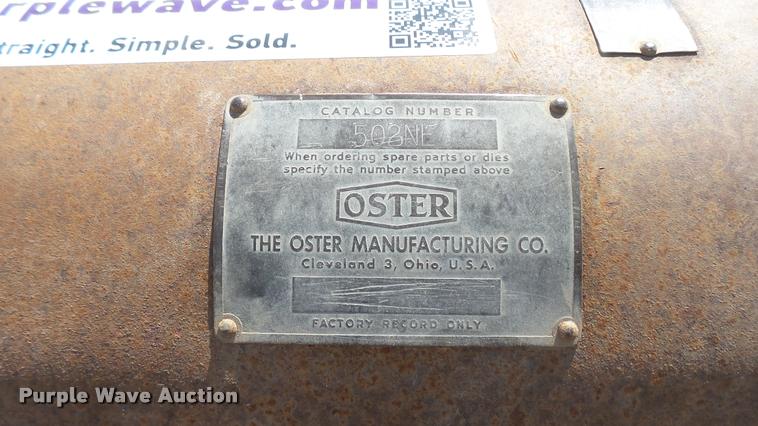 rplewave.com
traight. Simple. Sold.
CATALOG NUMBER
502NE
When ordering spare parts or dies
specify the number stamped above
OSTER
THE OSTER MANUFACTURING CO.
Cleveland 3, Ohio, U.S.A.
FACTORY RECORD ONLY
Purple Wave Auction